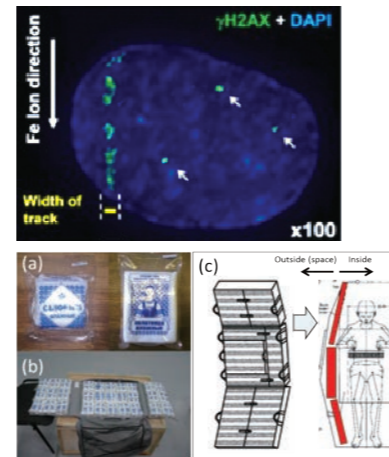 γH2AX + DAPI
Fe Ion direction
Width of
track
x100
(a)
(b)
(c)
Outside (space)
Inside